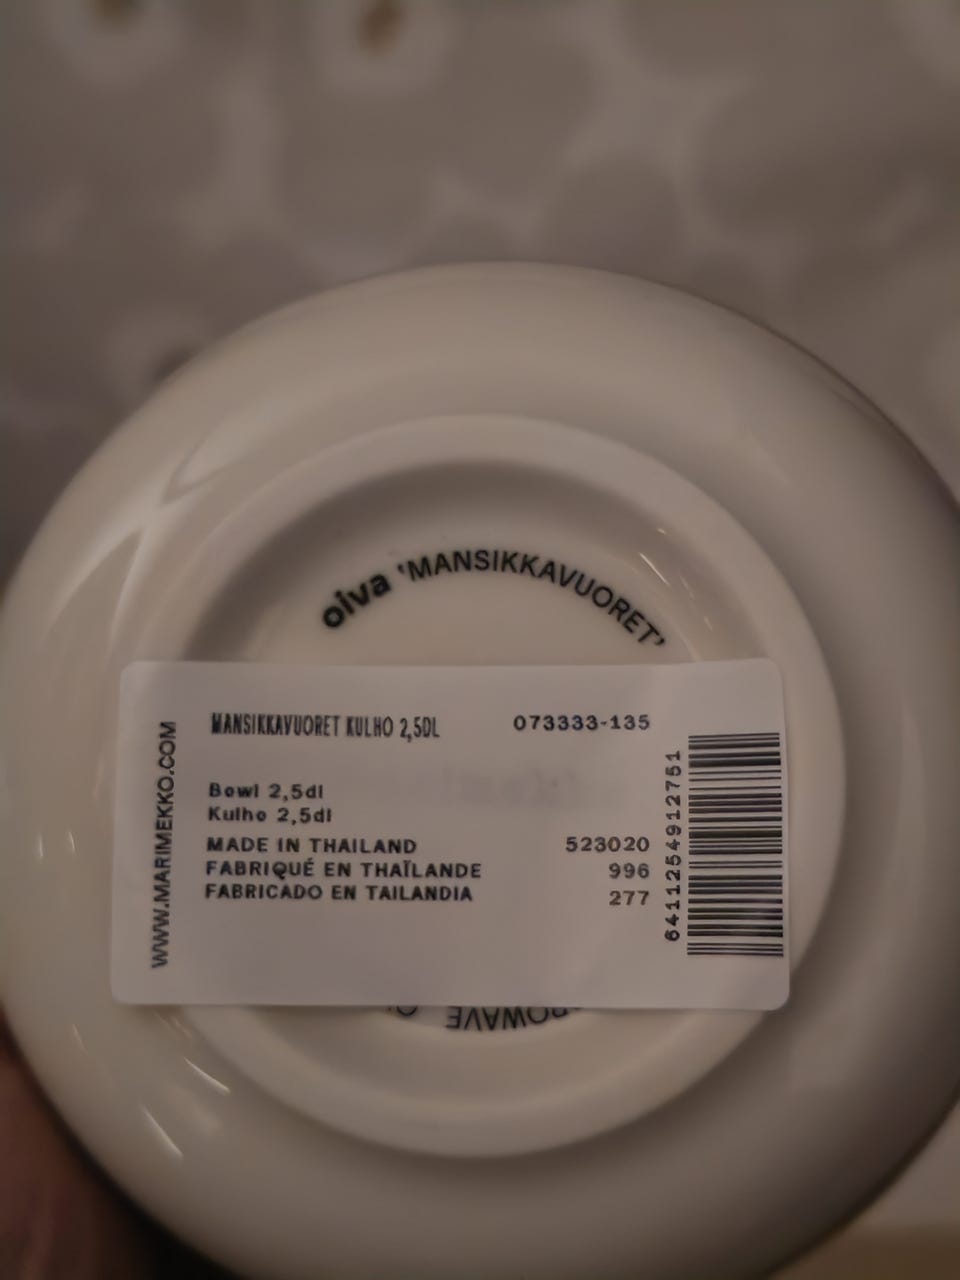 oiva 'MANSIKKAVUORET'
MANSIKKAVUORET KULHO 2,5DL 073333-135
Bowl 2,5dl
Kulho 2,5dl
MADE IN THAILAND 523020
FABRIQUÉ EN THAÏLANDE 996
FABRICADO EN TAILANDIA 277
WWW.MARIMEKKO.COM
6411254912751
ROWAVE